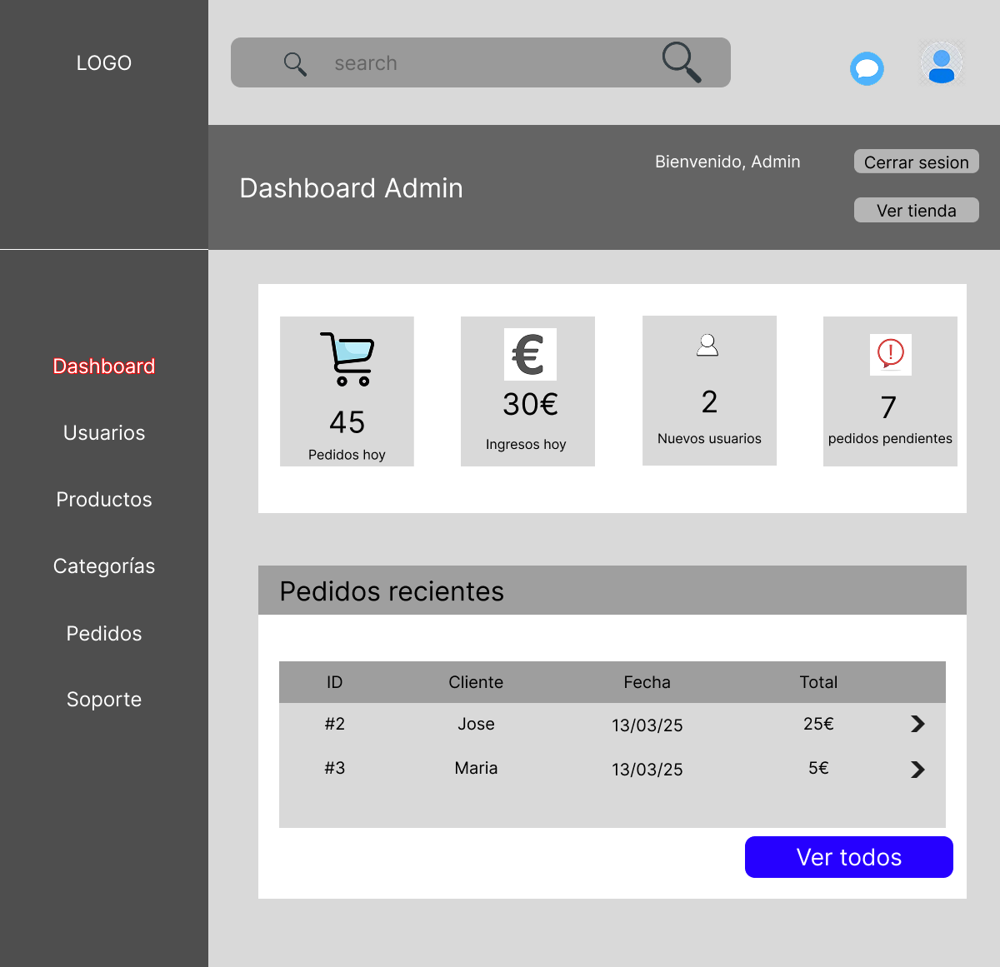 LOGO
search
Dashboard Admin
Bienvenido, Admin
Cerrar sesion
Ver tienda
Dashboard
Usuarios
Productos
Categorías
Pedidos
Soporte
45
Pedidos hoy
30€
Ingresos hoy
2
Nuevos usuarios
7
pedidos pendientes
Pedidos recientes
ID Cliente Fecha Total
#2 Jose 13/03/25 25€
#3 Maria 13/03/25 5€
Ver todos